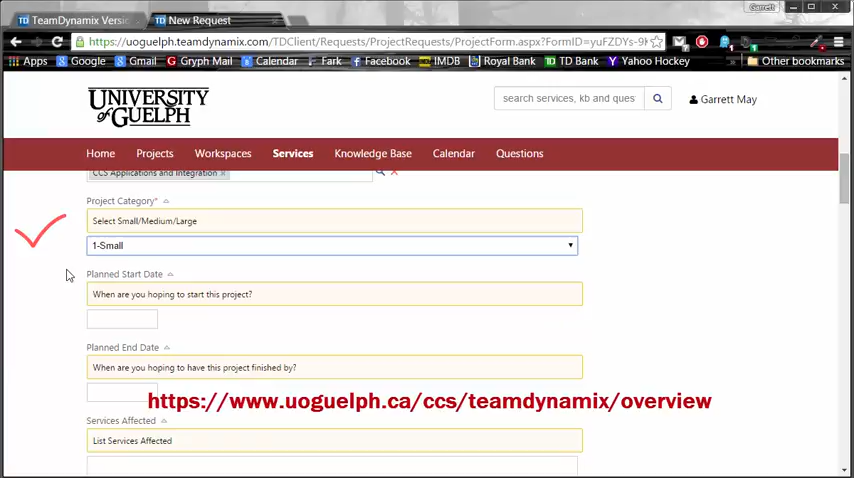 Garrett
TeamDynamix Versi
New Request
https://uoguelph.teamdynamix.com/TDClient/Requests/ProjectRequests/ProjectForm.aspx?FormID=yuFZDYs-9
Apps Google Gmail Gryph Mail Calendar Fark Facebook IMDB Royal Bank TD Bank Yahoo Hockey » Other bookmarks
UNIVERSITY
of GUELPH
search services, kb and ques
Garrett May
Home Projects Workspaces Services Knowledge Base Calendar Questions
CCS Applications and Integration
Project Category*
Select Small/Medium/Large
1-Small
Planned Start Date
When are you hoping to start this project?
Planned End Date
When are you hoping to have this project finished by?
https://www.uoguelph.ca/ccs/teamdynamix/overview
Services Affected
List Services Affected